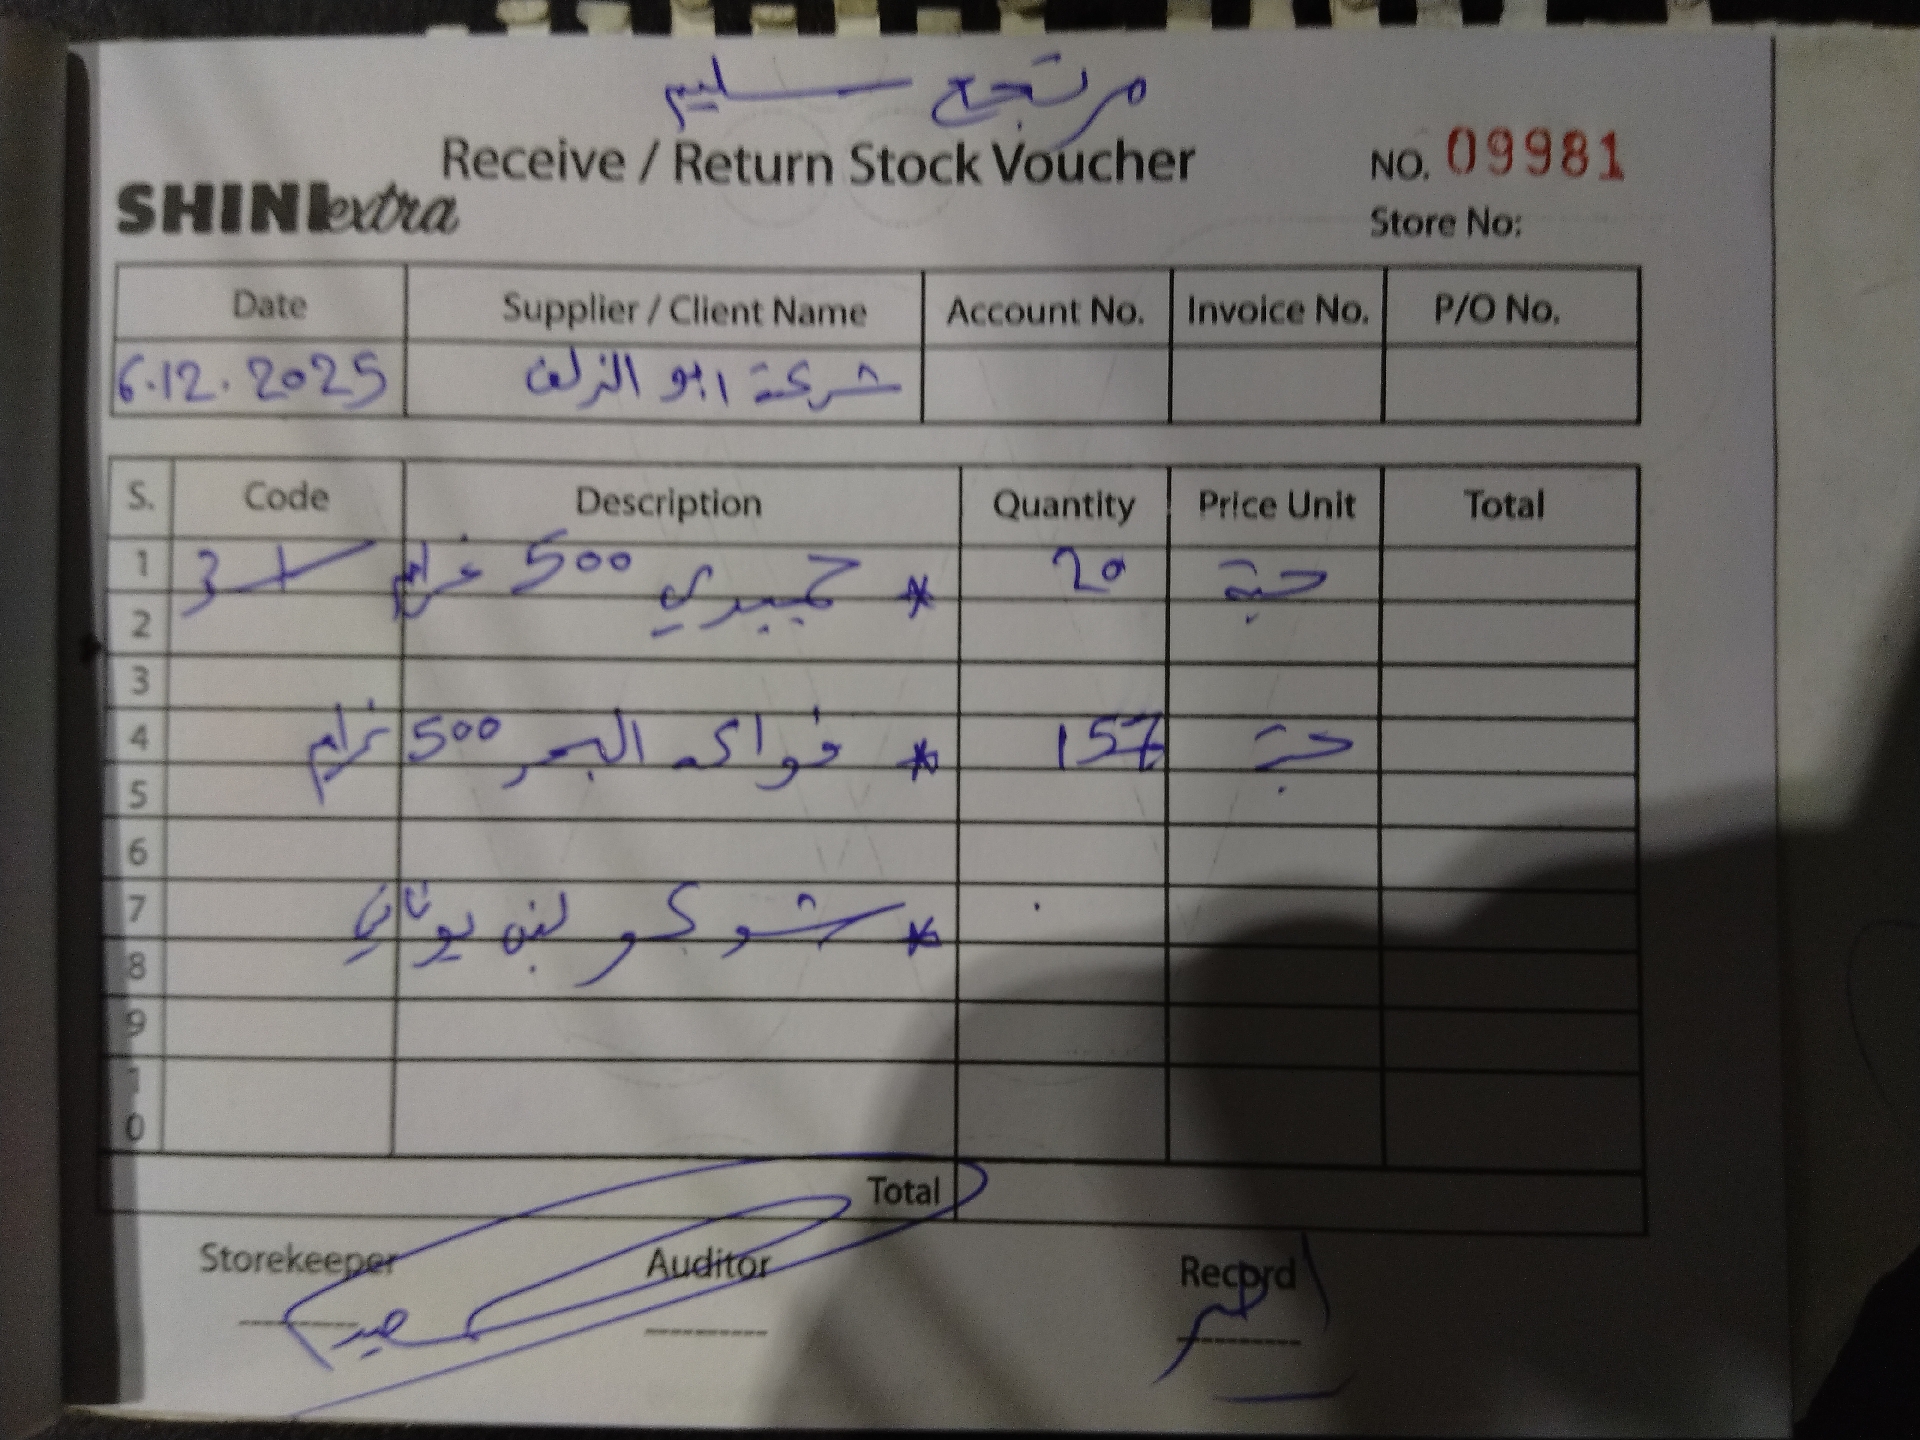 مرتجع سليم
Receive / Return Stock Voucher
NO. 09981
SHINIextra
Store No:
Date Supplier / Client Name Account No. Invoice No. P/O No.
6.12.2025 شركة ابو الزلف
S. Code Description Quantity Price Unit Total
1 * جمبري 500 غرام 20 حبة
2
3
4 * فواكه البحر 500 غرام 157 حبة
5
6
7 * شوكو لبن يوناني
8
9
10
Total
Storekeeper Auditor Record